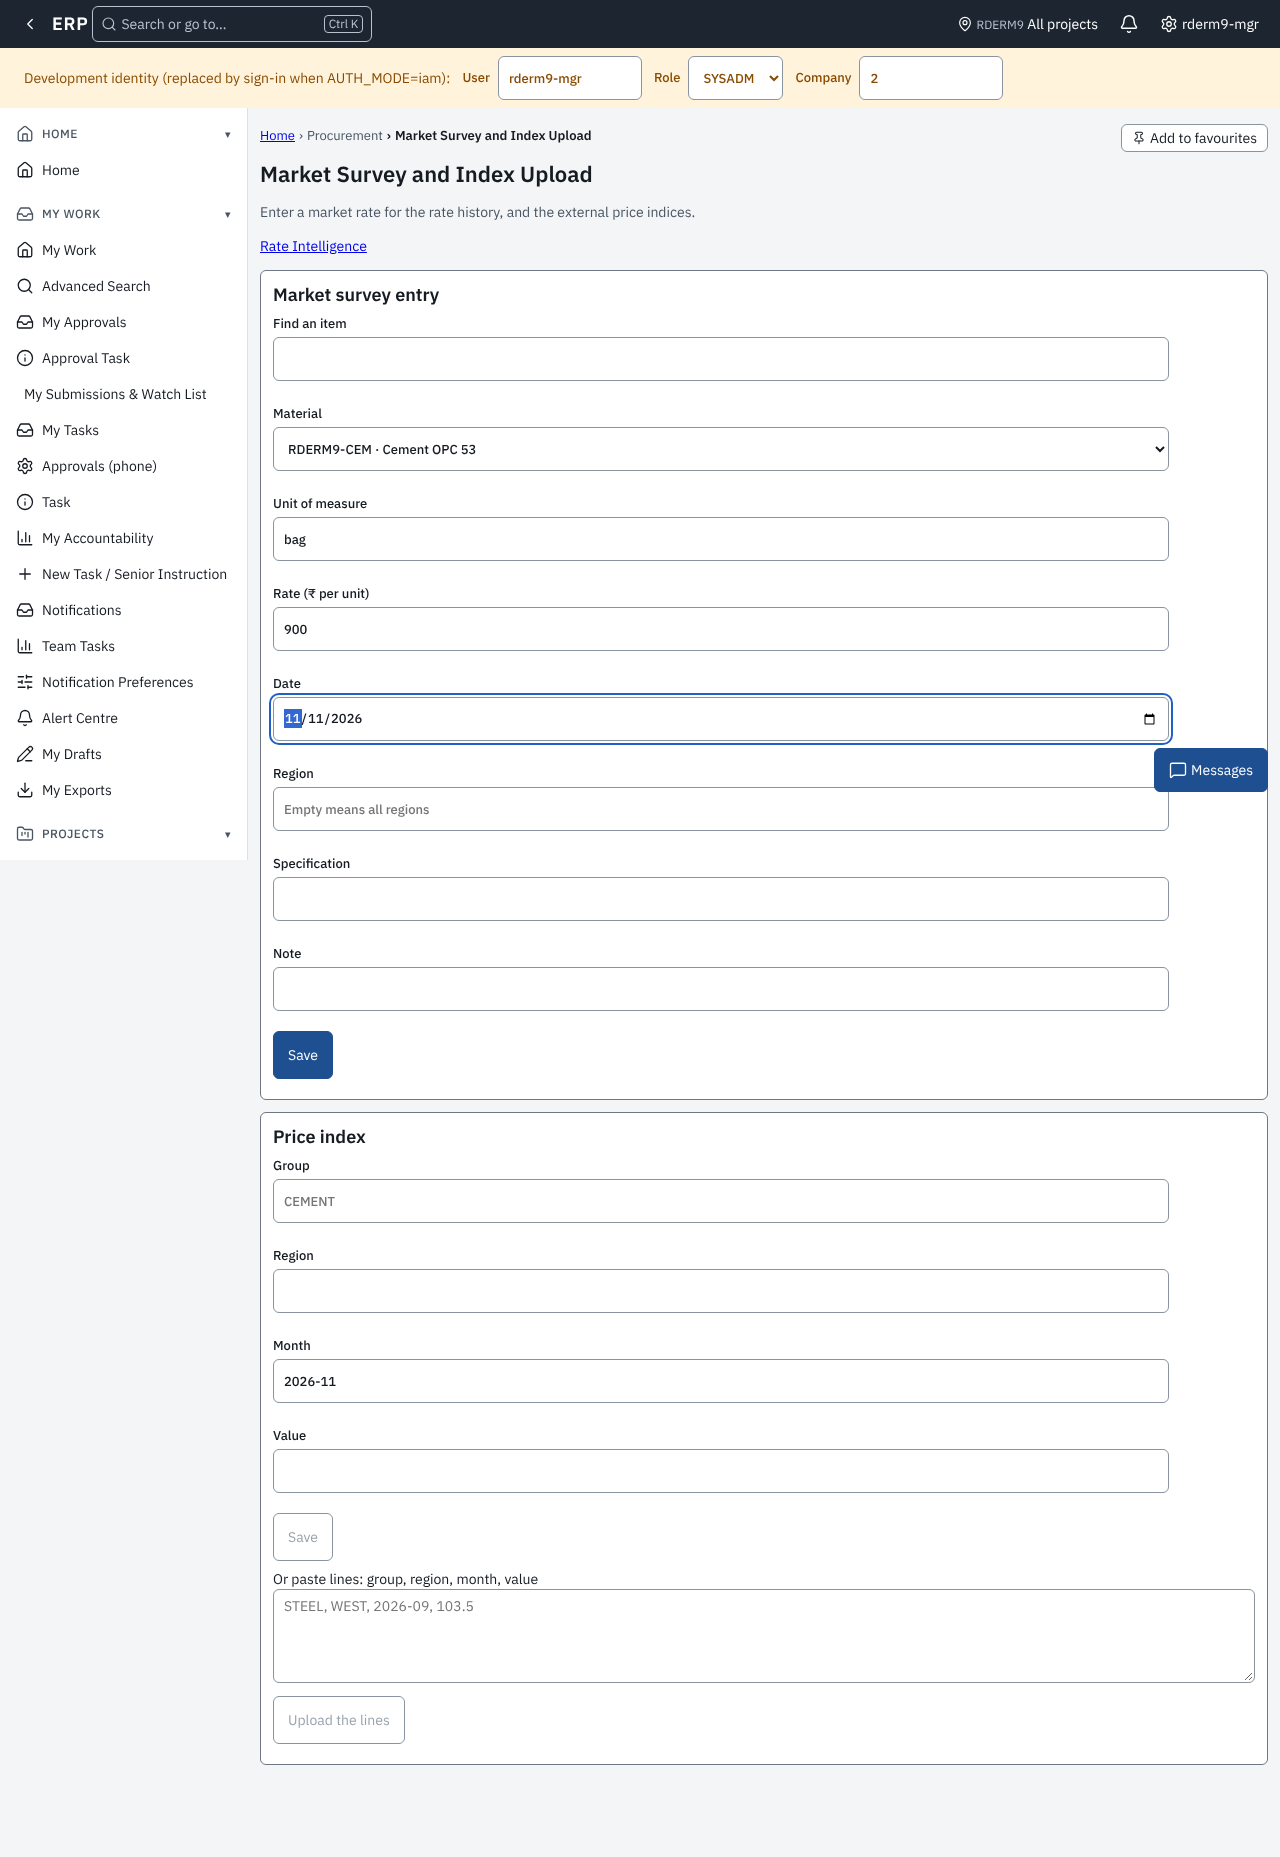 ERP
Search or go to...
Ctrl K
RDERM9 All projects
rderm9-mgr
Development identity (replaced by sign-in when AUTH_MODE=iam):
User
rderm9-mgr
Role
SYSADM
Company
2
HOME
Home
MY WORK
My Work
Advanced Search
My Approvals
Approval Task
My Submissions & Watch List
My Tasks
Approvals (phone)
Task
My Accountability
New Task / Senior Instruction
Notifications
Team Tasks
Notification Preferences
Alert Centre
My Drafts
My Exports
PROJECTS
Home › Procurement › Market Survey and Index Upload
Add to favourites
Market Survey and Index Upload
Enter a market rate for the rate history, and the external price indices.
Rate Intelligence
Market survey entry
Find an item
Material
RDERM9-CEM · Cement OPC 53
Unit of measure
bag
Rate (₹ per unit)
900
Date
11/11/2026
Messages
Region
Empty means all regions
Specification
Note
Save
Price index
Group
CEMENT
Region
Month
2026-11
Value
Save
Or paste lines: group, region, month, value
STEEL, WEST, 2026-09, 103.5
Upload the lines